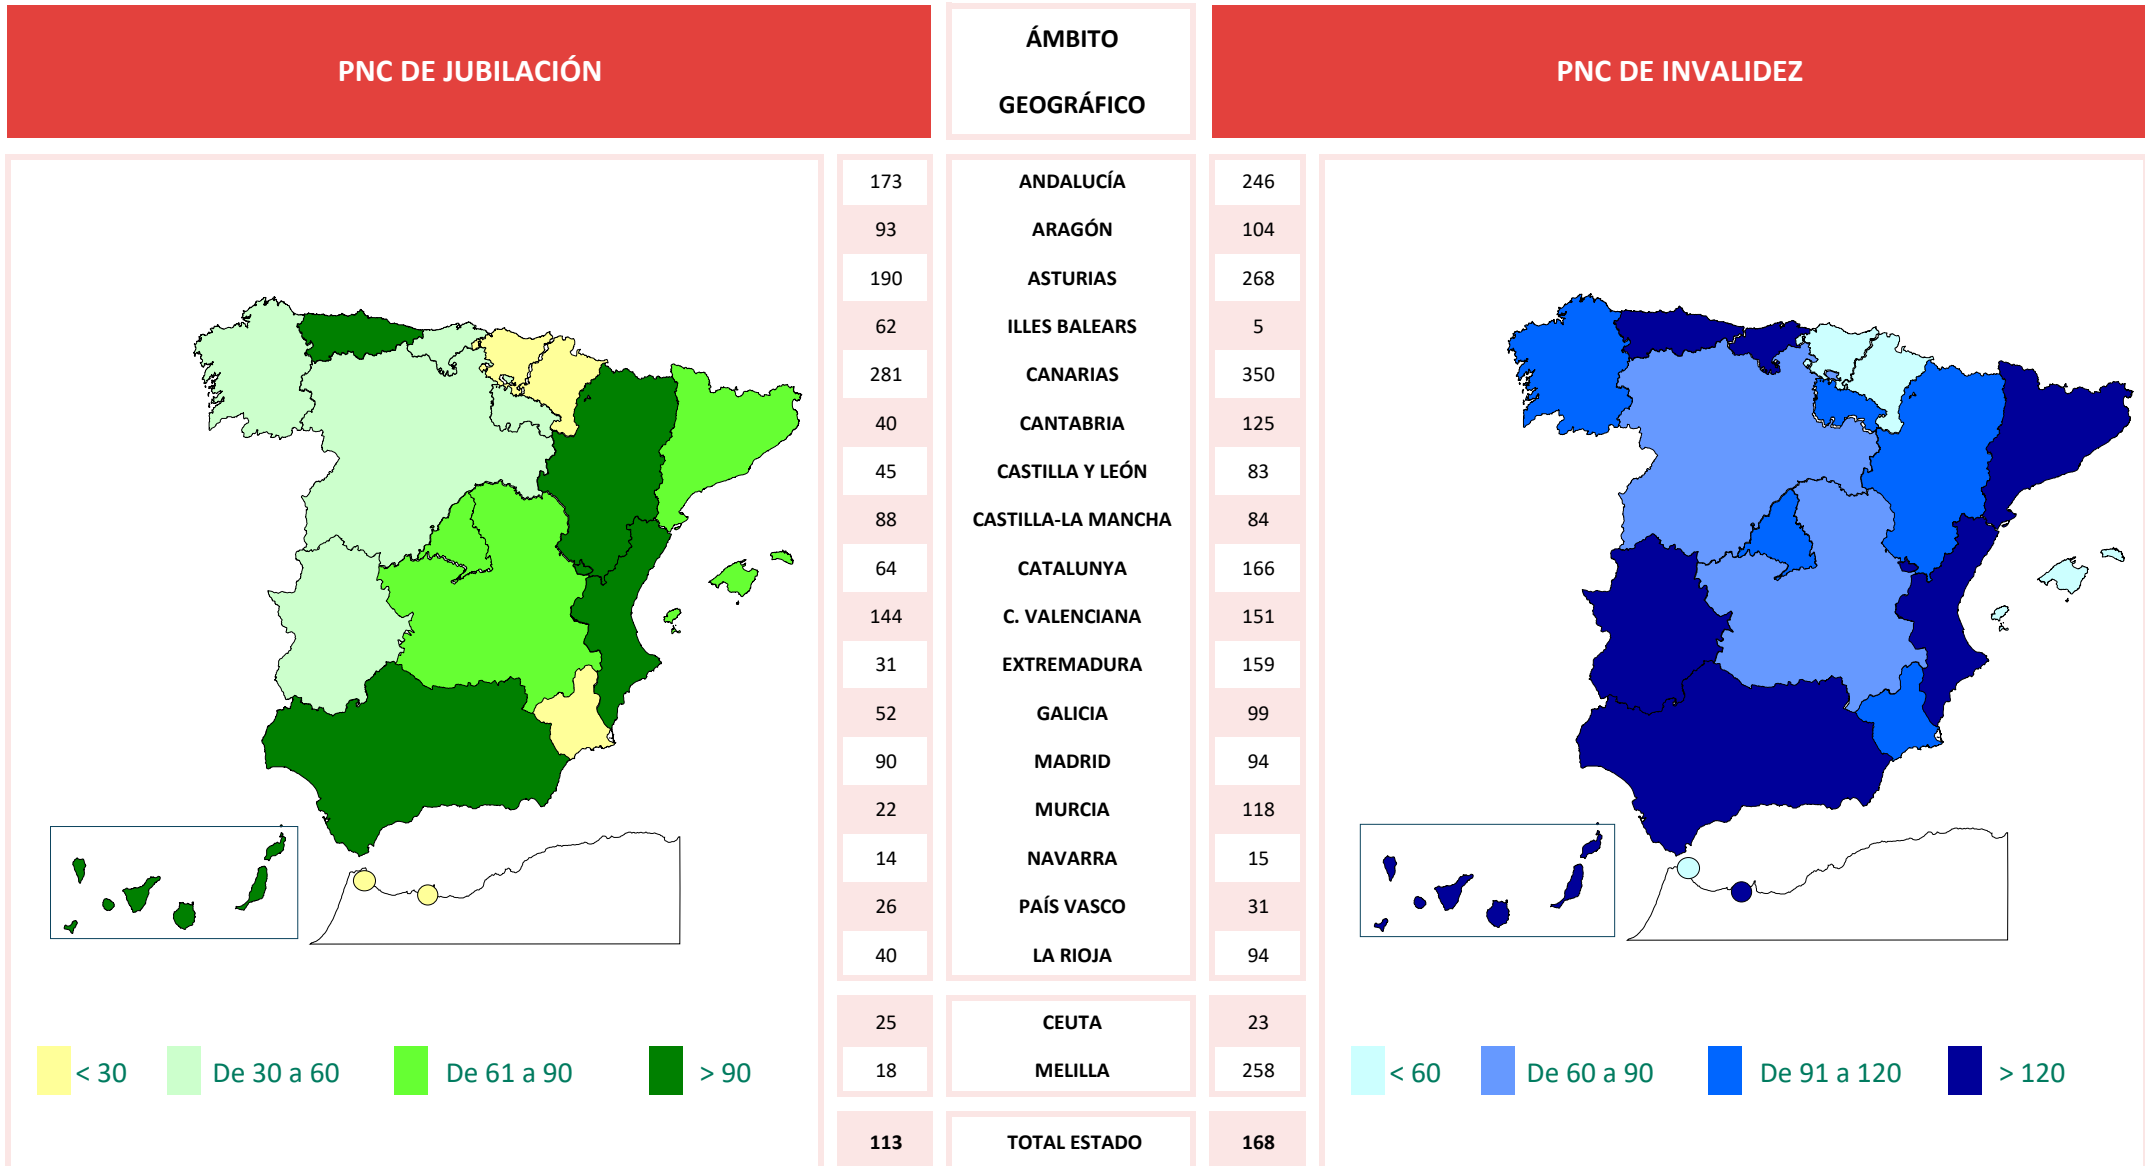 PNC DE JUBILACIÓN
ÁMBITO
GEOGRÁFICO
PNC DE INVALIDEZ
173 ANDALUCÍA 246
93 ARAGÓN 104
190 ASTURIAS 268
62 ILLES BALEARS 5
281 CANARIAS 350
40 CANTABRIA 125
45 CASTILLA Y LEÓN 83
88 CASTILLA-LA MANCHA 84
64 CATALUNYA 166
144 C. VALENCIANA 151
31 EXTREMADURA 159
52 GALICIA 99
90 MADRID 94
22 MURCIA 118
14 NAVARRA 15
26 PAÍS VASCO 31
40 LA RIOJA 94
25 CEUTA 23
18 MELILLA 258
113 TOTAL ESTADO 168
< 30 De 30 a 60 De 61 a 90 > 90
< 60 De 60 a 90 De 91 a 120 > 120